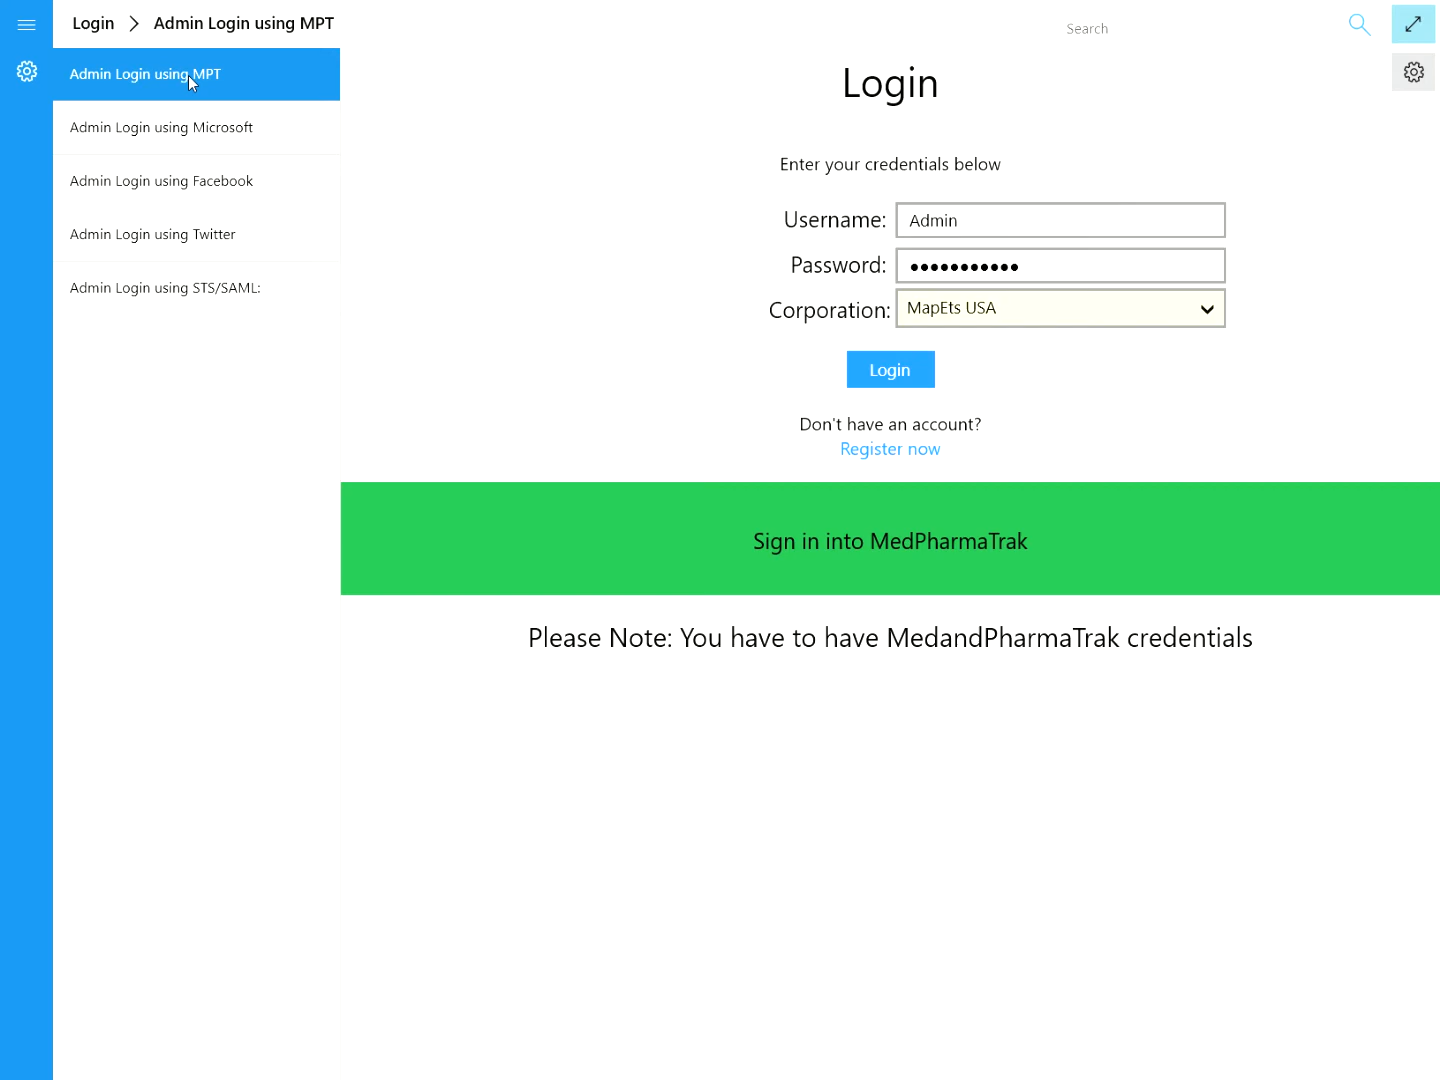 Login > Admin Login using MPT
Search
Admin Login using MPT
Admin Login using Microsoft
Admin Login using Facebook
Admin Login using Twitter
Admin Login using STS/SAML:
Login
Enter your credentials below
Username: Admin
Password: •••••••••••
Corporation: MapEts USA
Login
Don't have an account?
Register now
Sign in into MedPharmaTrak
Please Note: You have to have MedandPharmaTrak credentials